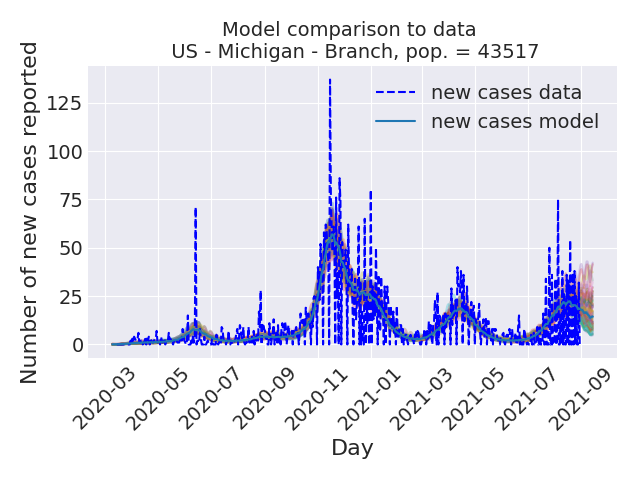 Model comparison to data
US - Michigan - Branch, pop. = 43517
Number of new cases reported
125
100
75
50
25
0
new cases data
new cases model
2020-03
2020-05
2020-07
2020-09
2020-11
2021-01
2021-03
2021-05
2021-07
2021-09
Day